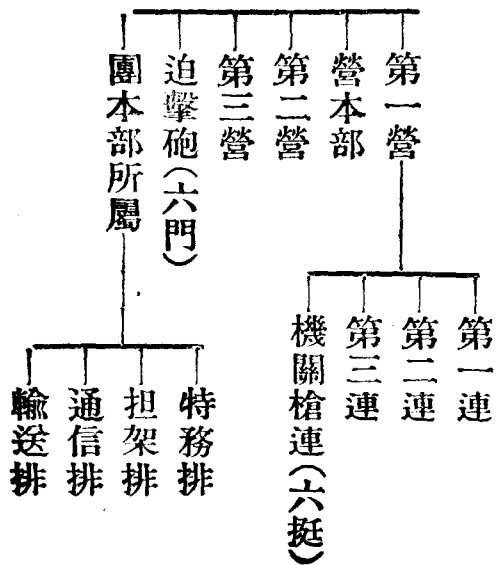 第一營
營本部
第二營
第三營
迫擊砲(六門)
團本部所屬
第一連
第二連
第三連
機關槍連(六挺)
特務排
担架排
通信排
輸送排